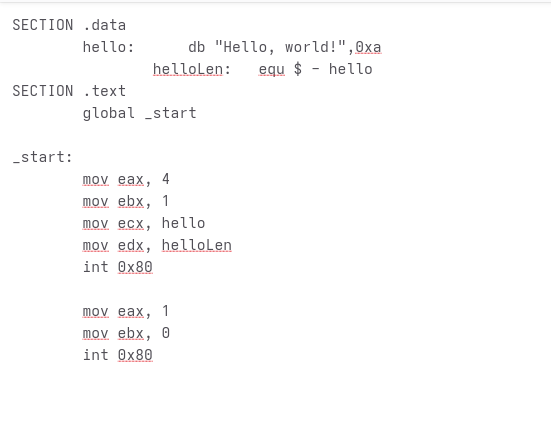 SECTION .data
hello: db "Hello, world!",0xa
helloLen: equ $ - hello
SECTION .text
global _start
_start:
mov eax, 4
mov ebx, 1
mov ecx, hello
mov edx, helloLen
int 0x80
mov eax, 1
mov ebx, 0
int 0x80